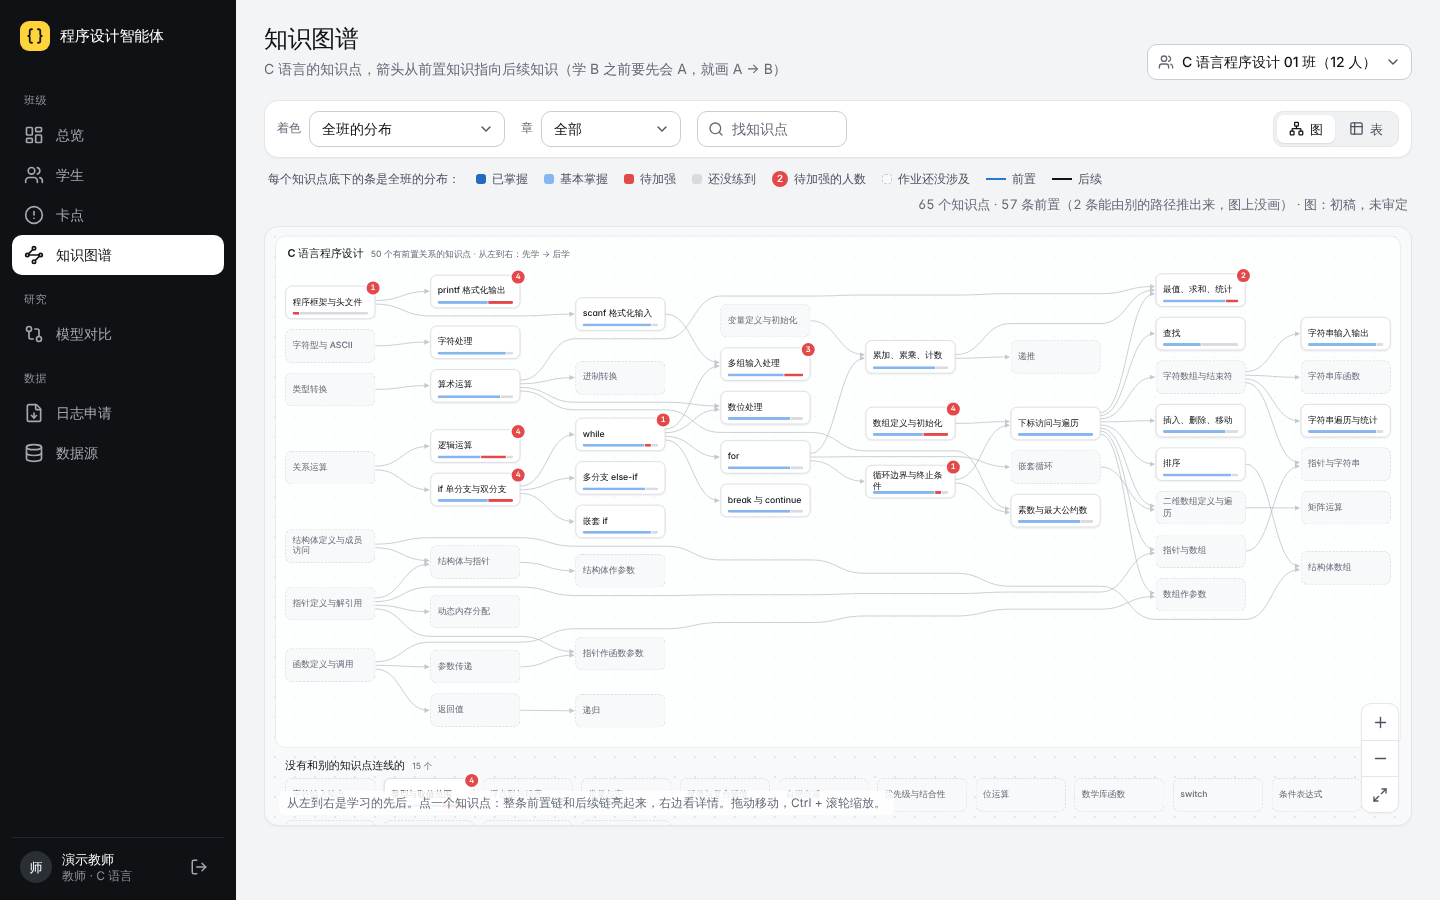 程序设计智能体
班级
总览
学生
卡点
知识图谱
研究
模型对比
数据
日志申请
数据源
师
演示教师
教师 · C 语言
知识图谱
C 语言的知识点，箭头从前置知识指向后续知识（学 B 之前要先会 A，就画 A → B）
C 语言程序设计 01 班（12 人）
着色
全班的分布
章
全部
找知识点
图
表
每个知识点底下的条是全班的分布：
已掌握
基本掌握
待加强
还没练到
2 待加强的人数
作业还没涉及
前置
后续
65 个知识点 · 57 条前置（2 条能由别的路径推出来，图上没画） · 图：初稿，未审定
C 语言程序设计 50 个有前置关系的知识点 · 从左到右：先学 → 后学
程序框架与头文件
1
字符型与 ASCII
类型转换
关系运算
结构体定义与成员
访问
指针定义与解引用
函数定义与调用
printf 格式化输出
4
字符处理
算术运算
逻辑运算
4
if 单分支与双分支
4
结构体与指针
动态内存分配
参数传递
返回值
scanf 格式化输入
进制转换
while
1
多分支 else-if
嵌套 if
结构体作参数
指针作函数参数
递归
变量定义与初始化
多组输入处理
3
数位处理
for
break 与 continue
累加、累乘、计数
数组定义与初始化
4
循环边界与终止条
件
1
递推
下标访问与遍历
嵌套循环
素数与最大公约数
最值、求和、统计
2
查找
字符数组与结束符
插入、删除、移动
排序
二维数组定义与遍
历
指针与数组
数组作参数
字符串输入输出
字符串库函数
字符串遍历与统计
指针与字符串
矩阵运算
结构体数组
没有和别的知识点连线的 15 个
4
优先级与结合性
位运算
数学库函数
switch
条件表达式
从左到右是学习的先后。点一个知识点：整条前置链和后续链亮起来，右边看详情。拖动移动，Ctrl + 滚轮缩放。